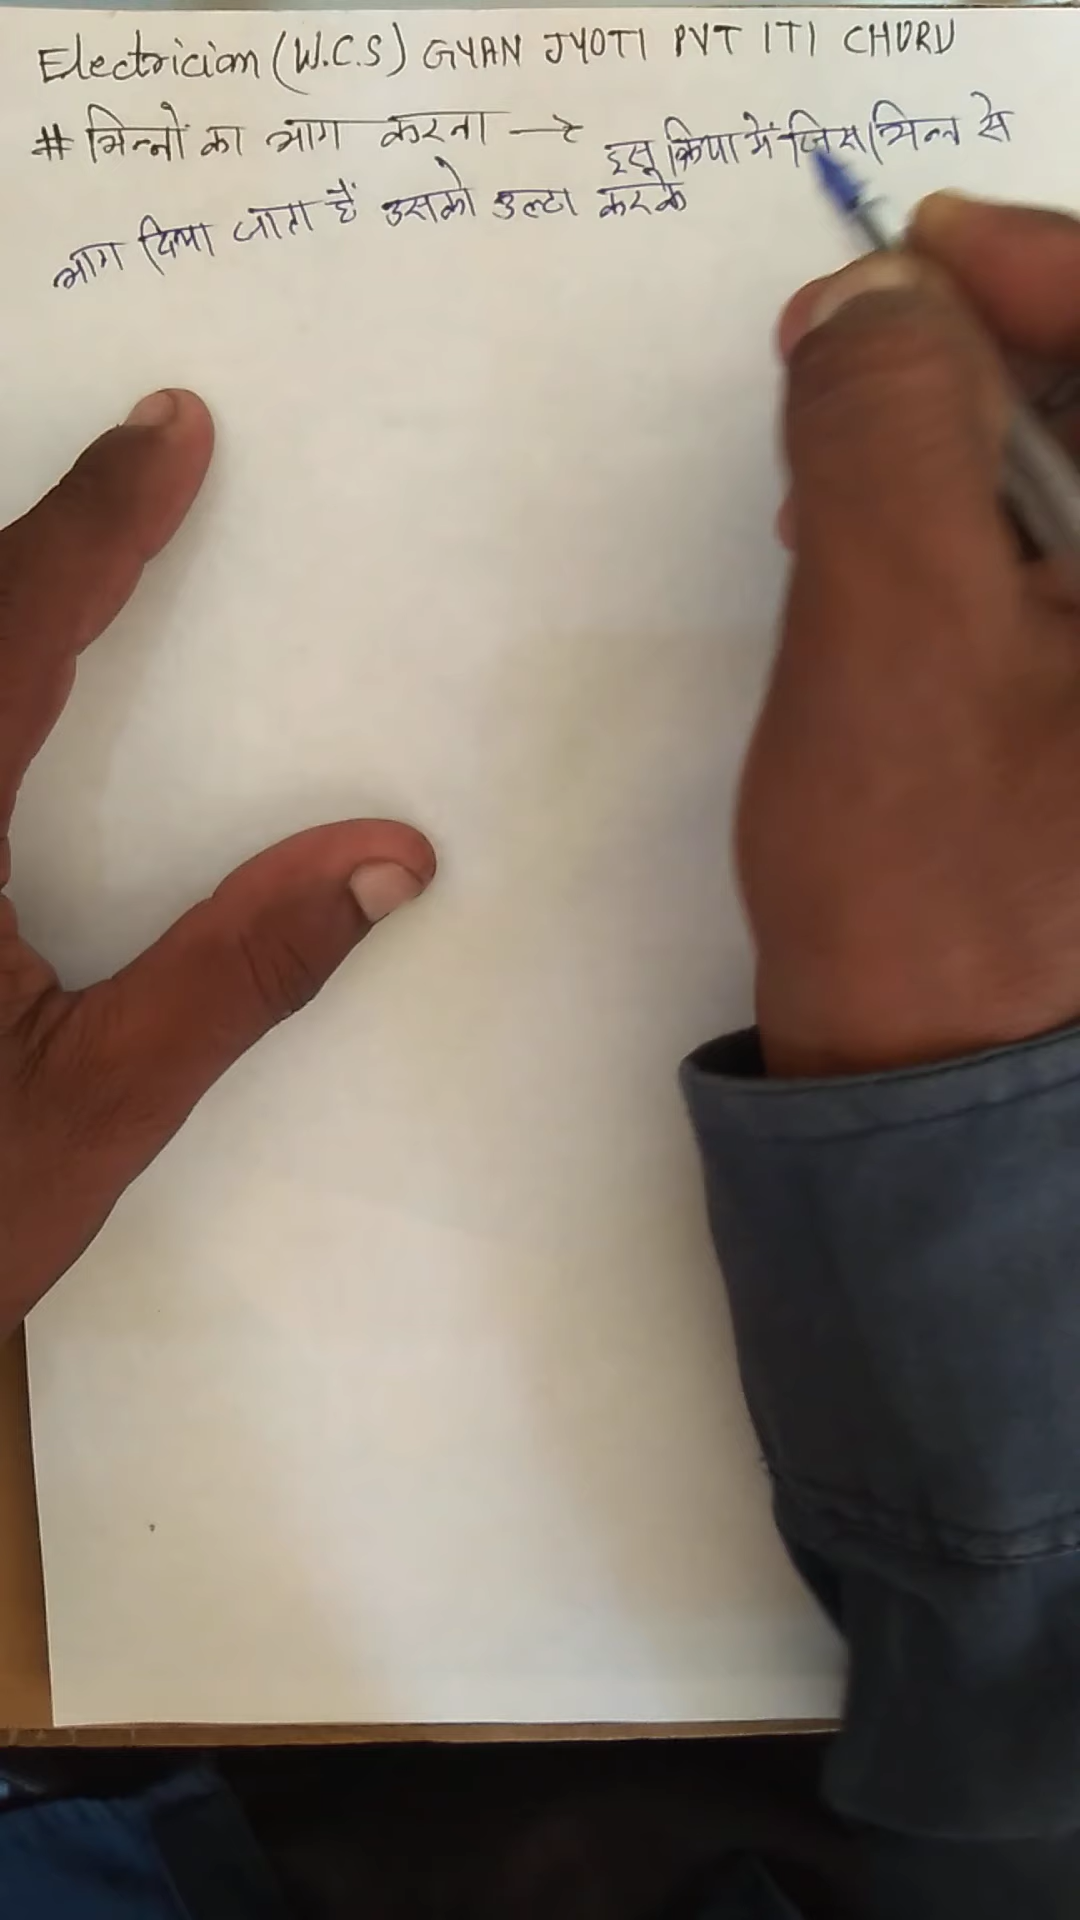 Electrician (W.C.S) GYAN JYOTI PVT ITI CHURU
# भिन्नों का भाग करना → इस क्रिया में जिस भिन्न से
भाग दिया जाता हैं उसको उल्टा करके